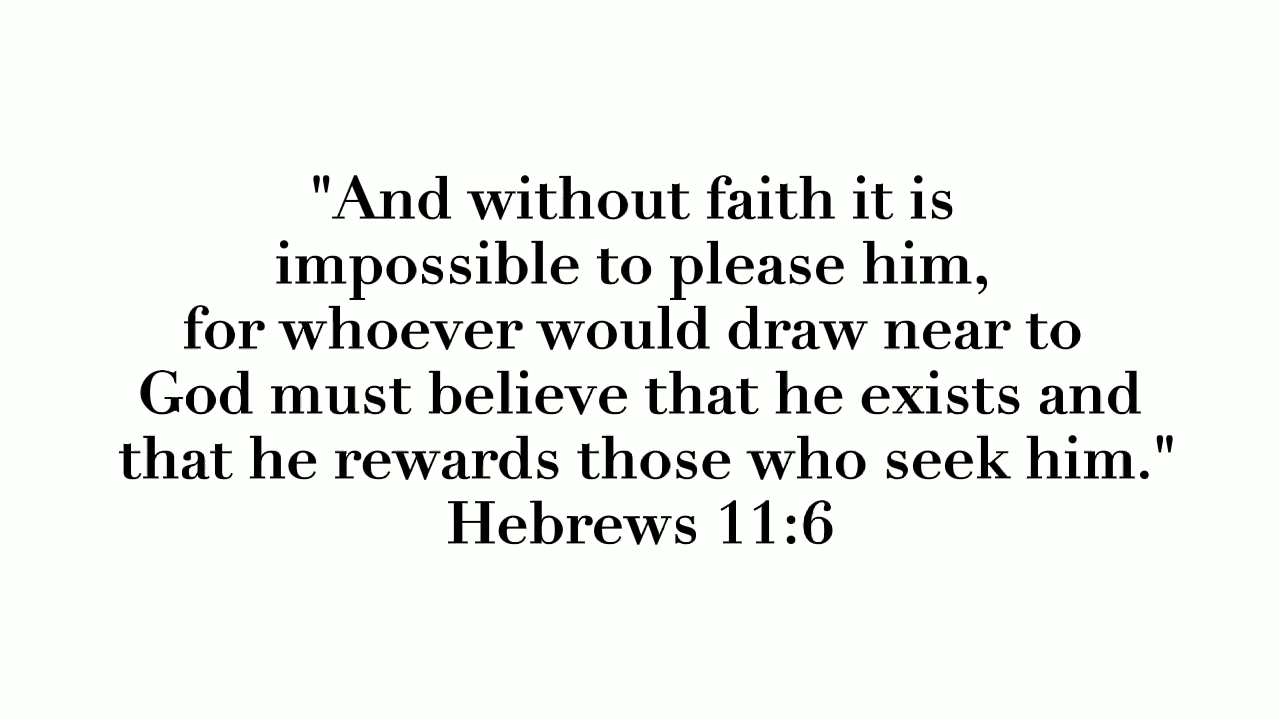 "And without faith it is
impossible to please him,
for whoever would draw near to
God must believe that he exists and
that he rewards those who seek him."
Hebrews 11:6